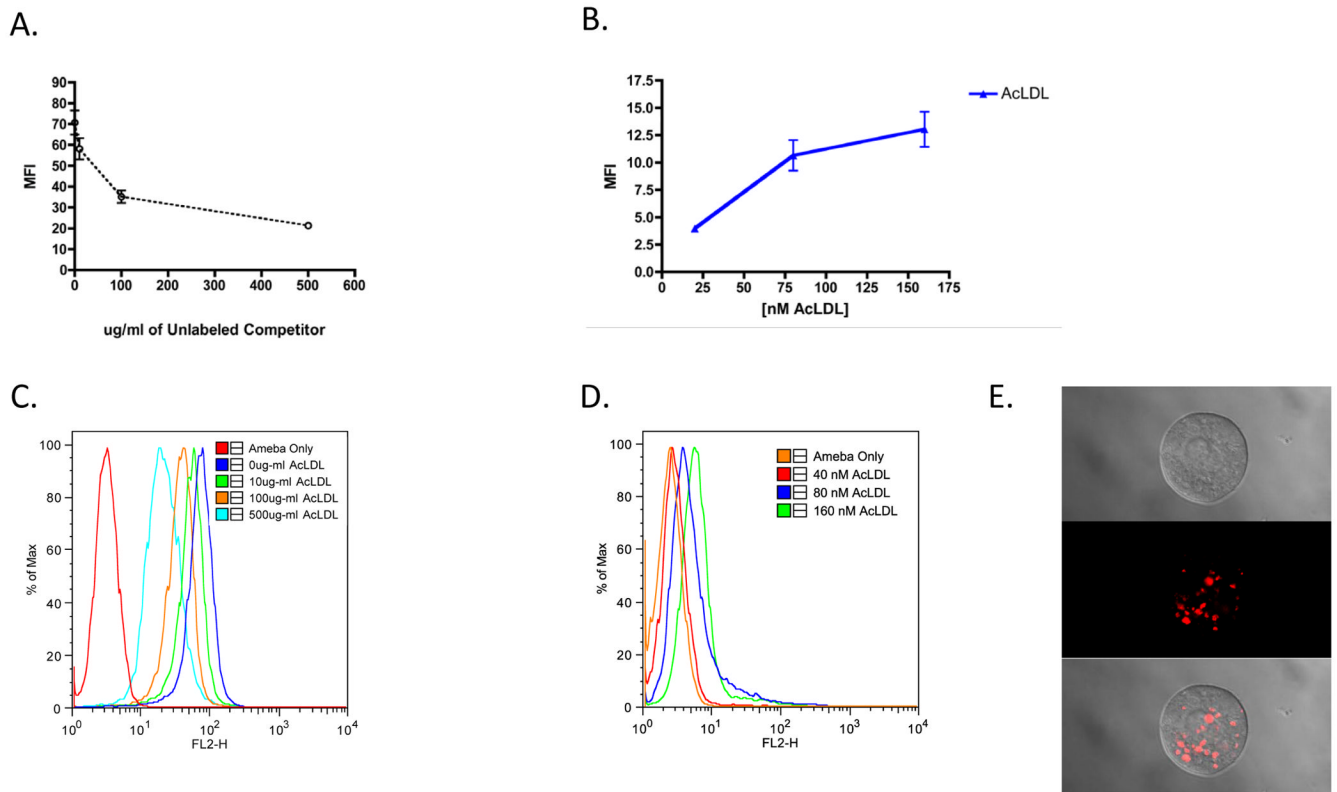 A.
90
80
70
60
50
40
30
20
10
0
MFI
0 100 200 300 400 500 600
ug/ml of Unlabeled Competitor
B.
17.5
15.0
12.5
10.0
7.5
5.0
2.5
0.0
MFI
0 25 50 75 100 125 150 175
[nM AcLDL]
AcLDL
C.
100
80
60
40
20
0
% of Max
Ameba Only
0ug-ml AcLDL
10ug-ml AcLDL
100ug-ml AcLDL
500ug-ml AcLDL
10⁰ 10¹ 10² 10³ 10⁴
FL2-H
D.
100
80
60
40
20
0
% of Max
Ameba Only
40 nM AcLDL
80 nM AcLDL
160 nM AcLDL
10⁰ 10¹ 10² 10³ 10⁴
FL2-H
E.